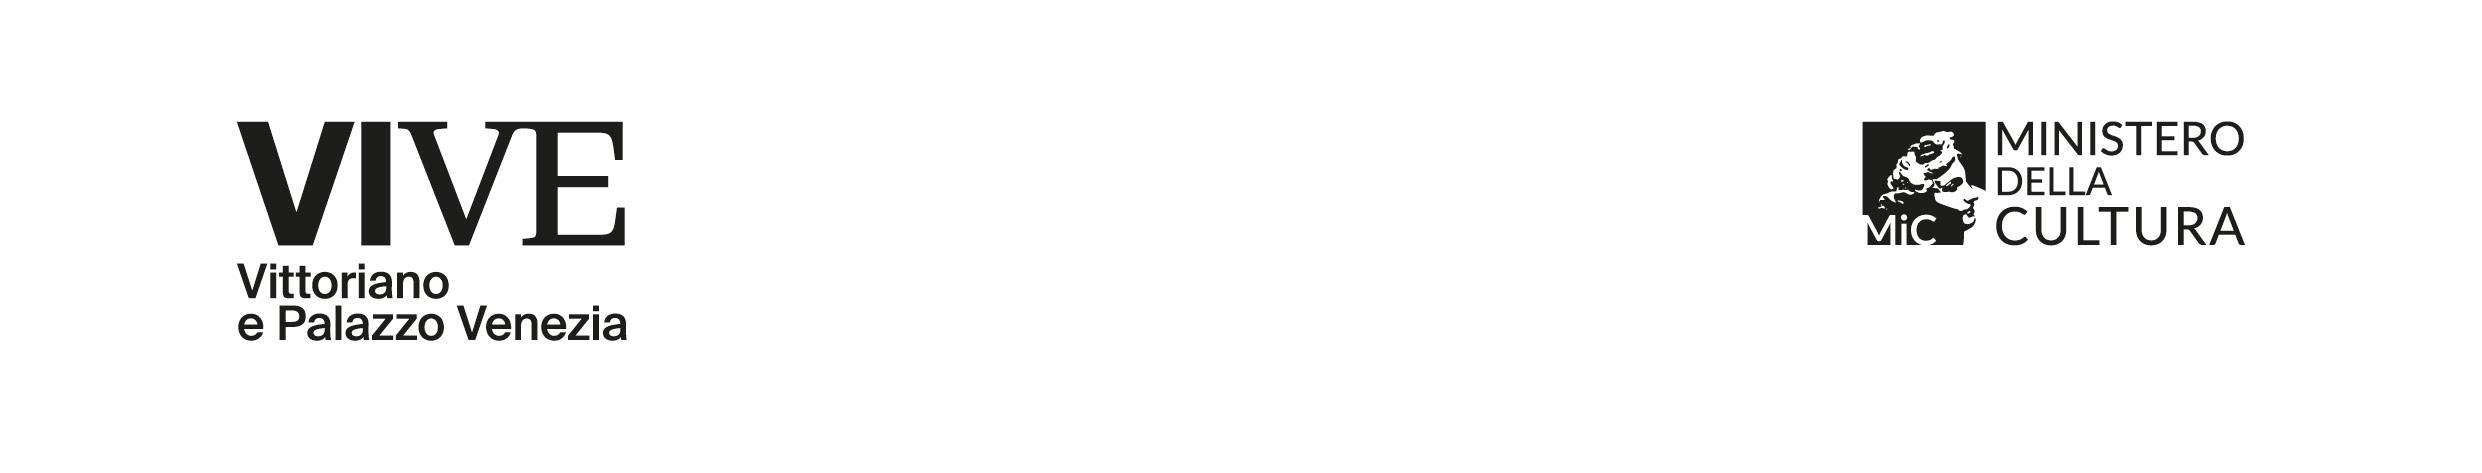 VIVE
Vittoriano
e Palazzo Venezia
MiC
MINISTERO
DELLA
CULTURA